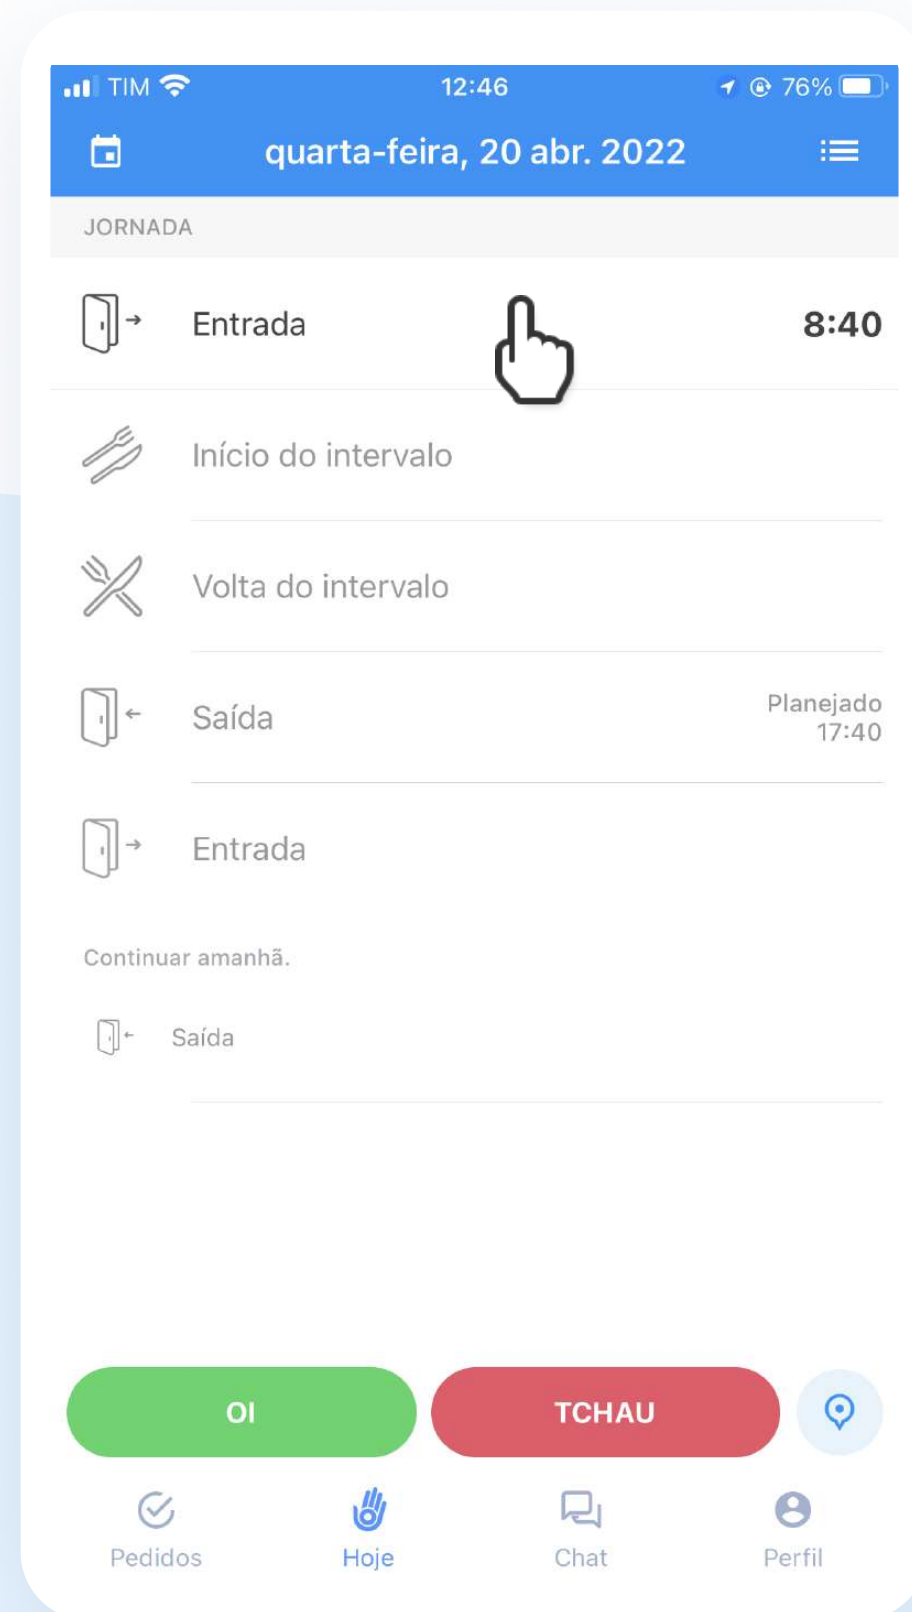 TIM 12:46 76%
quarta-feira, 20 abr. 2022
JORNADA
Entrada 8:40
Início do intervalo
Volta do intervalo
Saída Planejado
17:40
Entrada
Continuar amanhã.
Saída
OI TCHAU
Pedidos Hoje Chat Perfil